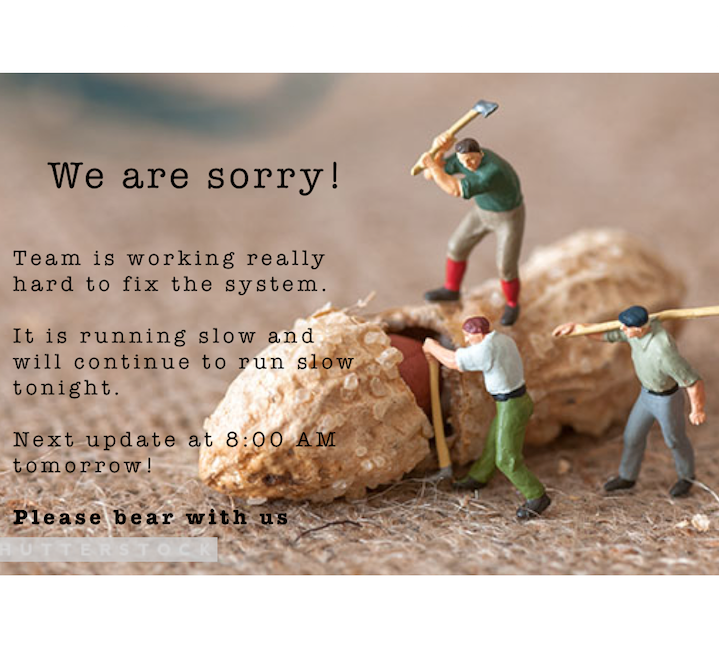 We are sorry!
Team is working really
hard to fix the system.
It is running slow and
will continue to run slow
tonight.
Next update at 8:00 AM
tomorrow!
Please bear with us
HUTTERSTOCK